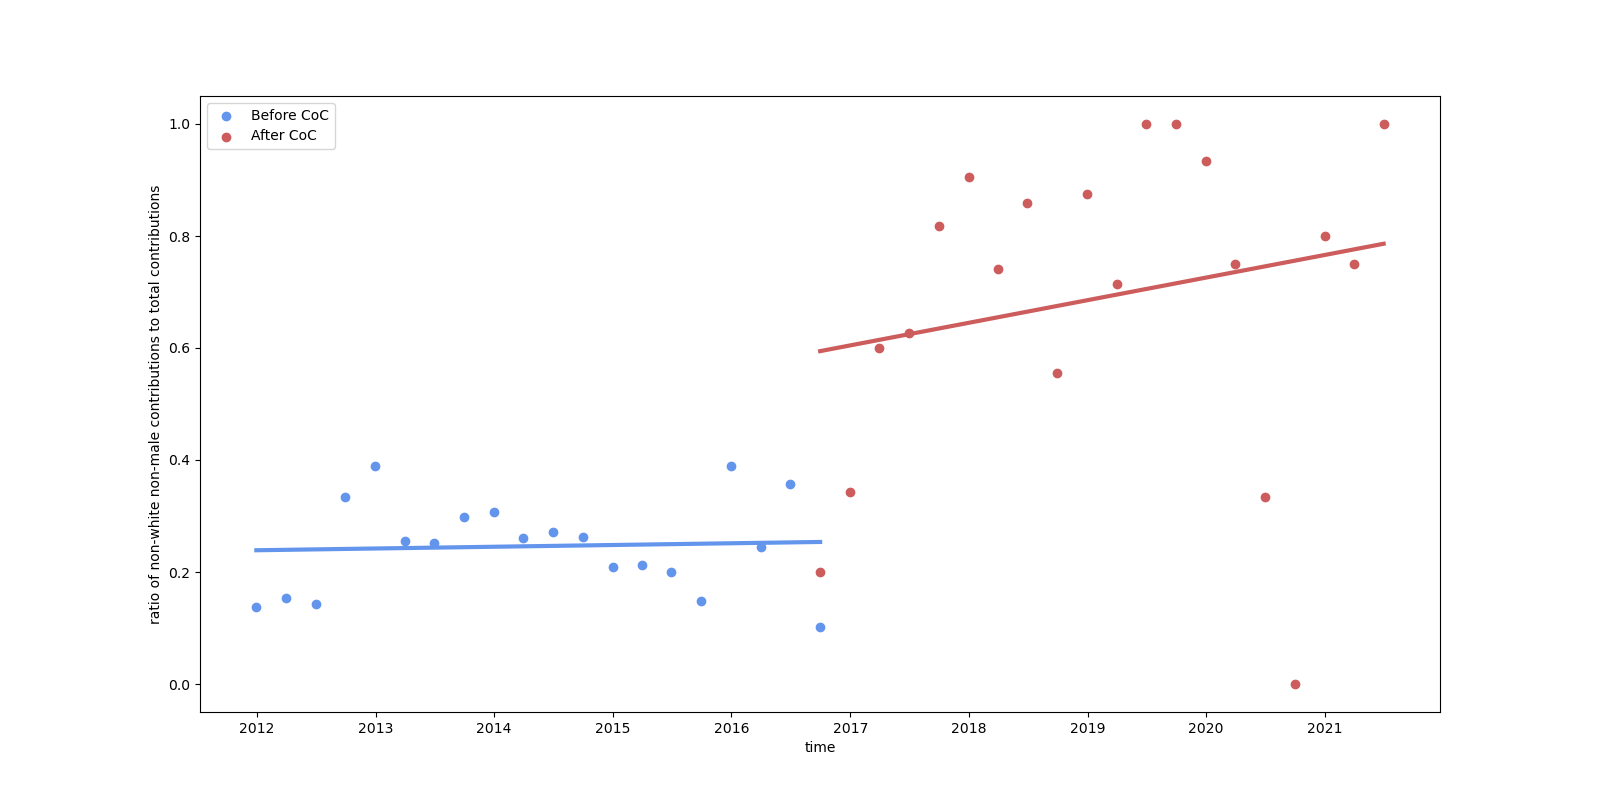 Before CoC
After CoC
1.0
0.8
0.6
0.4
0.2
0.0
ratio of non-white non-male contributions to total contributions
2012 2013 2014 2015 2016 2017 2018 2019 2020 2021
time